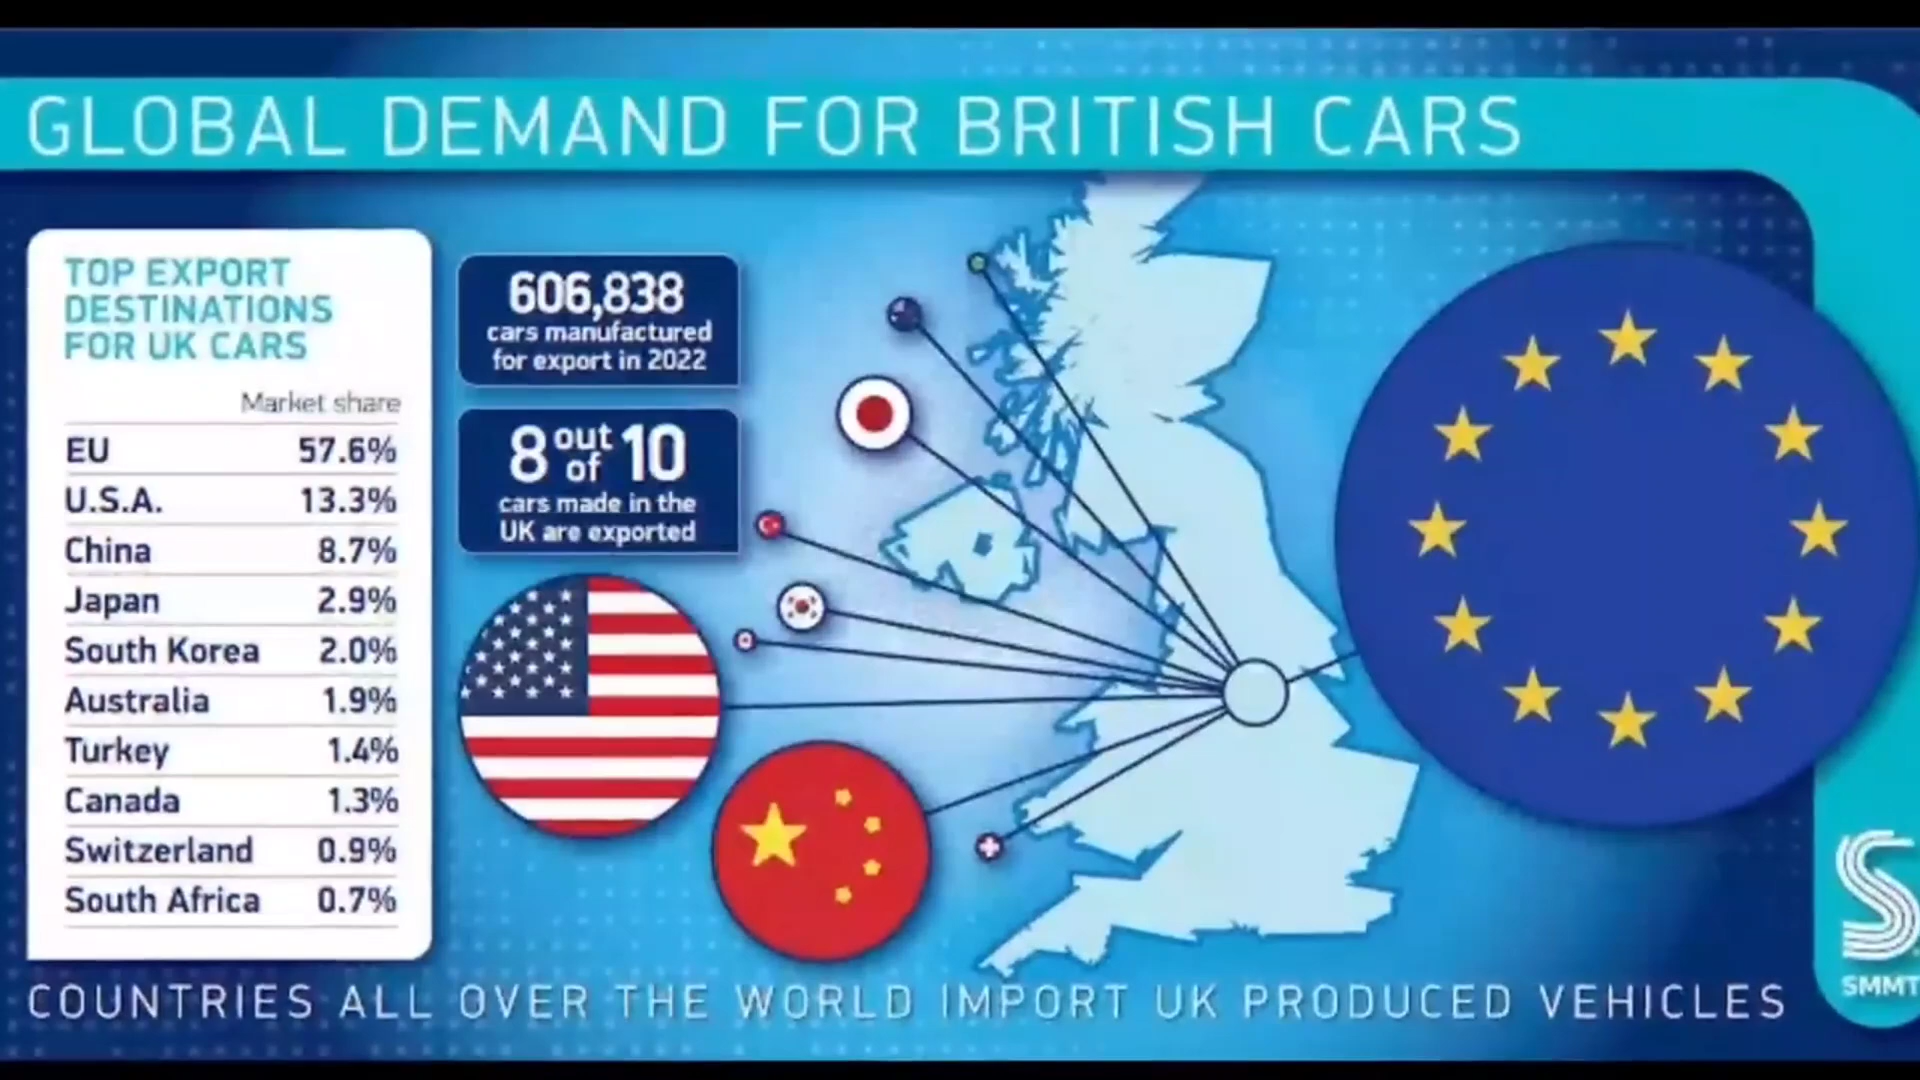 GLOBAL DEMAND FOR BRITISH CARS
TOP EXPORT
DESTINATIONS
FOR UK CARS
Market share
EU 57.6%
U.S.A. 13.3%
China 8.7%
Japan 2.9%
South Korea 2.0%
Australia 1.9%
Turkey 1.4%
Canada 1.3%
Switzerland 0.9%
South Africa 0.7%
606,838
cars manufactured
for export in 2022
8 out of 10
cars made in the
UK are exported
SMMT
COUNTRIES ALL OVER THE WORLD IMPORT UK PRODUCED VEHICLES